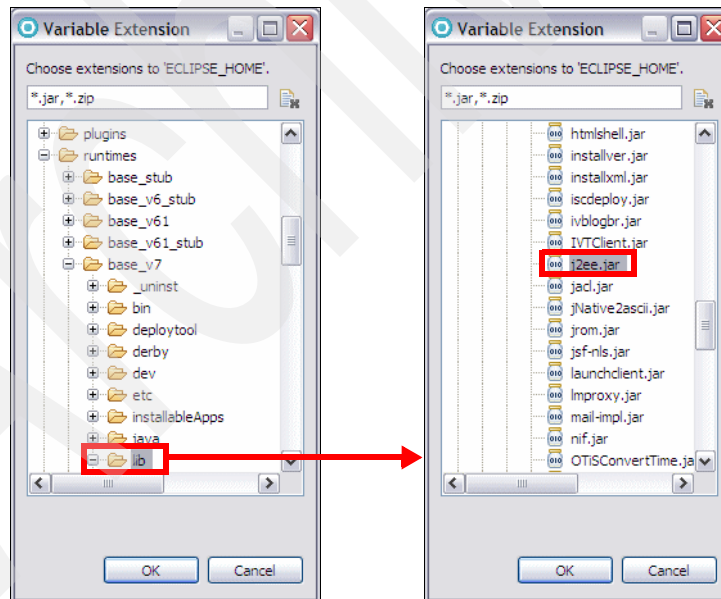 Variable Extension
Choose extensions to 'ECLIPSE_HOME'.
*.jar,*.zip
plugins
runtimes
base_stub
base_v6_stub
base_v61
base_v61_stub
base_v7
_uninst
bin
deploytool
derby
dev
etc
installableApps
java
lib
OK
Cancel
Variable Extension
Choose extensions to 'ECLIPSE_HOME'.
*.jar,*.zip
htmlshell.jar
installver.jar
installxml.jar
iscdeploy.jar
ivblogbr.jar
IVTClient.jar
j2ee.jar
jacl.jar
jNative2ascii.jar
jrom.jar
jsf-nls.jar
launchclient.jar
lmproxy.jar
mail-impl.jar
nif.jar
OTiSConvertTime.ja
OK
Cancel